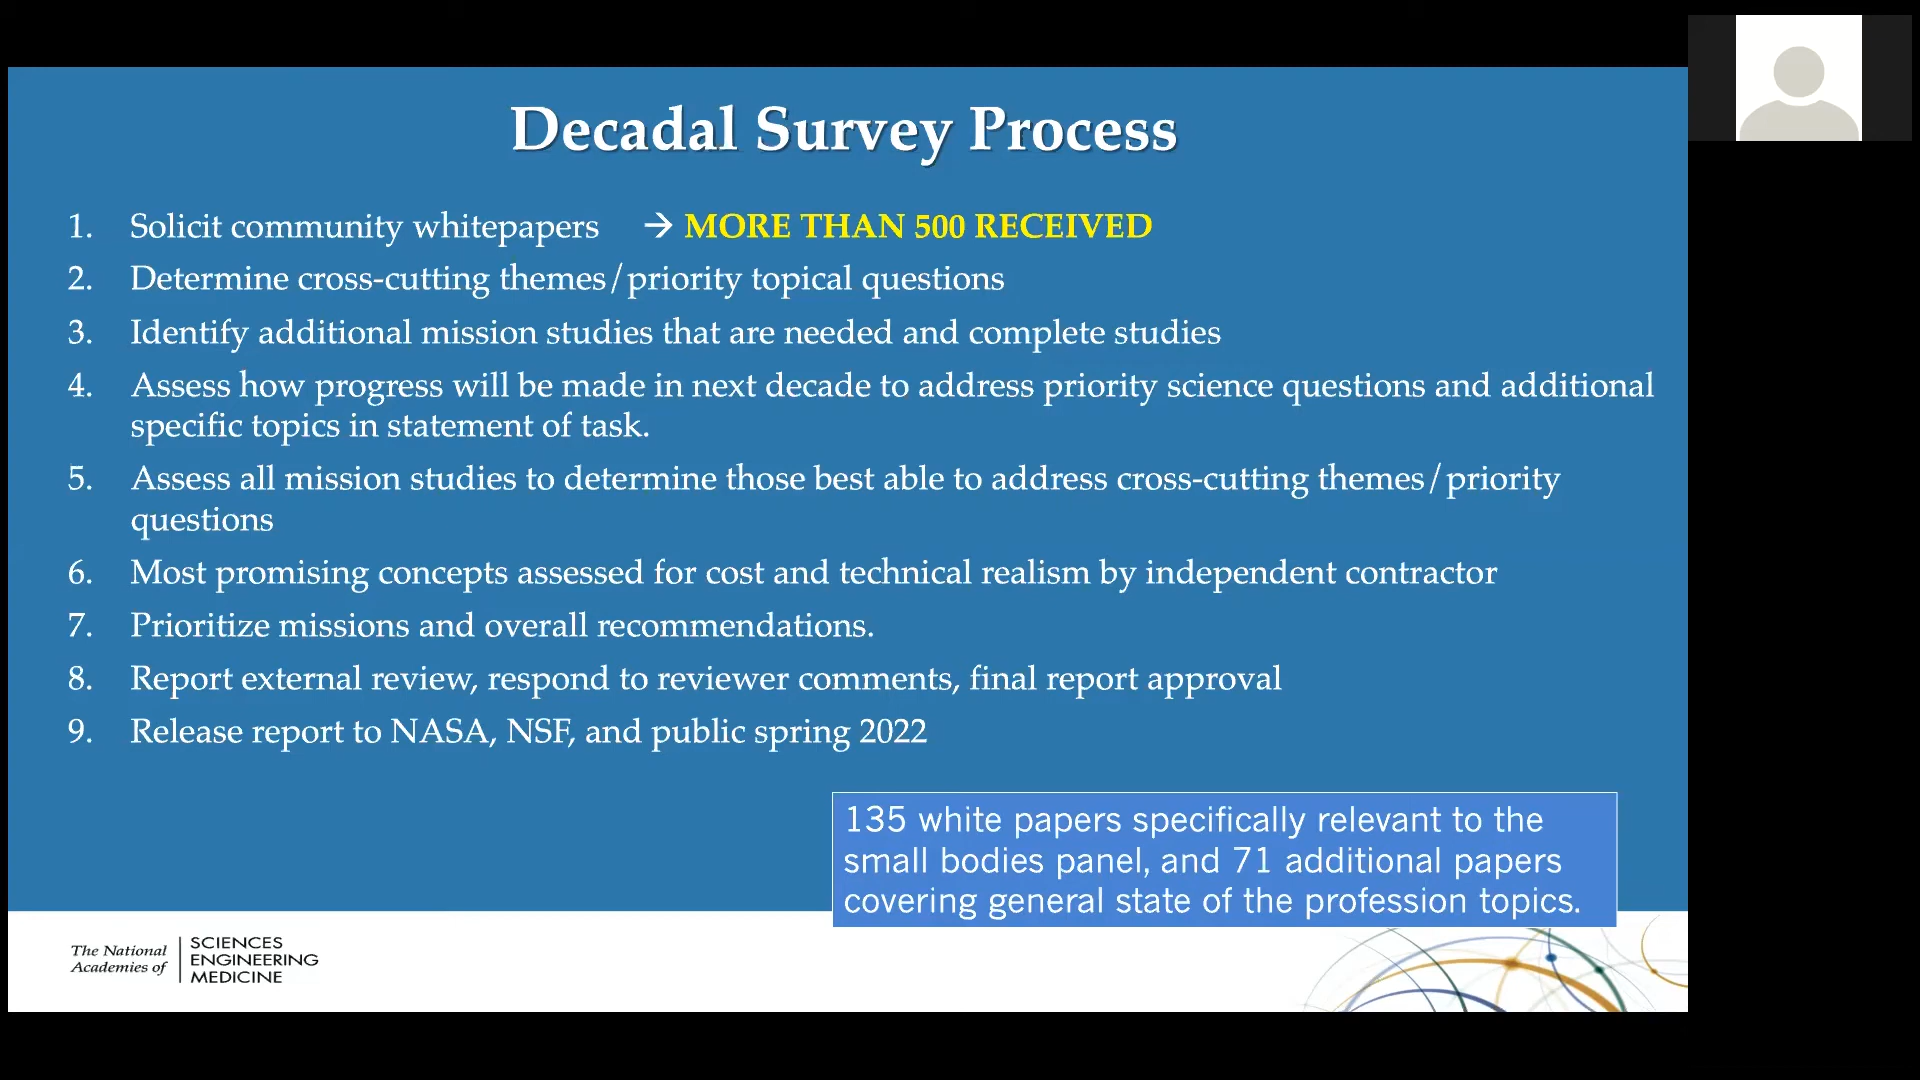 Decadal Survey Process
1. Solicit community whitepapers → MORE THAN 500 RECEIVED
2. Determine cross-cutting themes/priority topical questions
3. Identify additional mission studies that are needed and complete studies
4. Assess how progress will be made in next decade to address priority science questions and additional
specific topics in statement of task.
5. Assess all mission studies to determine those best able to address cross-cutting themes/priority
questions
6. Most promising concepts assessed for cost and technical realism by independent contractor
7. Prioritize missions and overall recommendations.
8. Report external review, respond to reviewer comments, final report approval
9. Release report to NASA, NSF, and public spring 2022
135 white papers specifically relevant to the
small bodies panel, and 71 additional papers
covering general state of the profession topics.
The National
Academies of
SCIENCES
ENGINEERING
MEDICINE